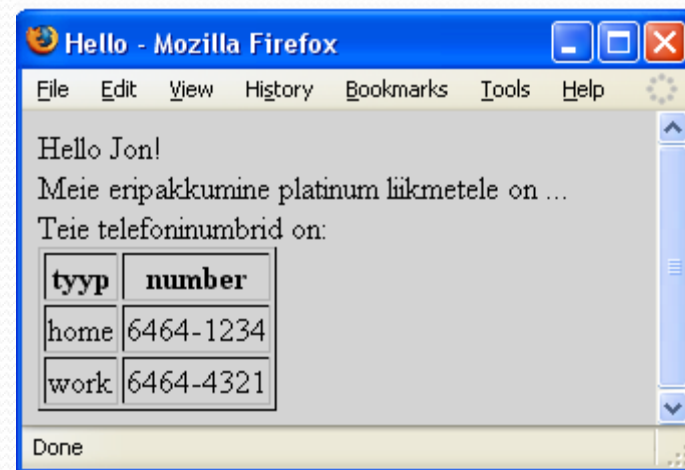 Hello - Mozilla Firefox
File Edit View History Bookmarks Tools Help
Hello Jon!
Meie eripakkumine platinum liikmetele on ...
Teie telefoninumbrid on:
tyyp number
home 6464-1234
work 6464-4321
Done